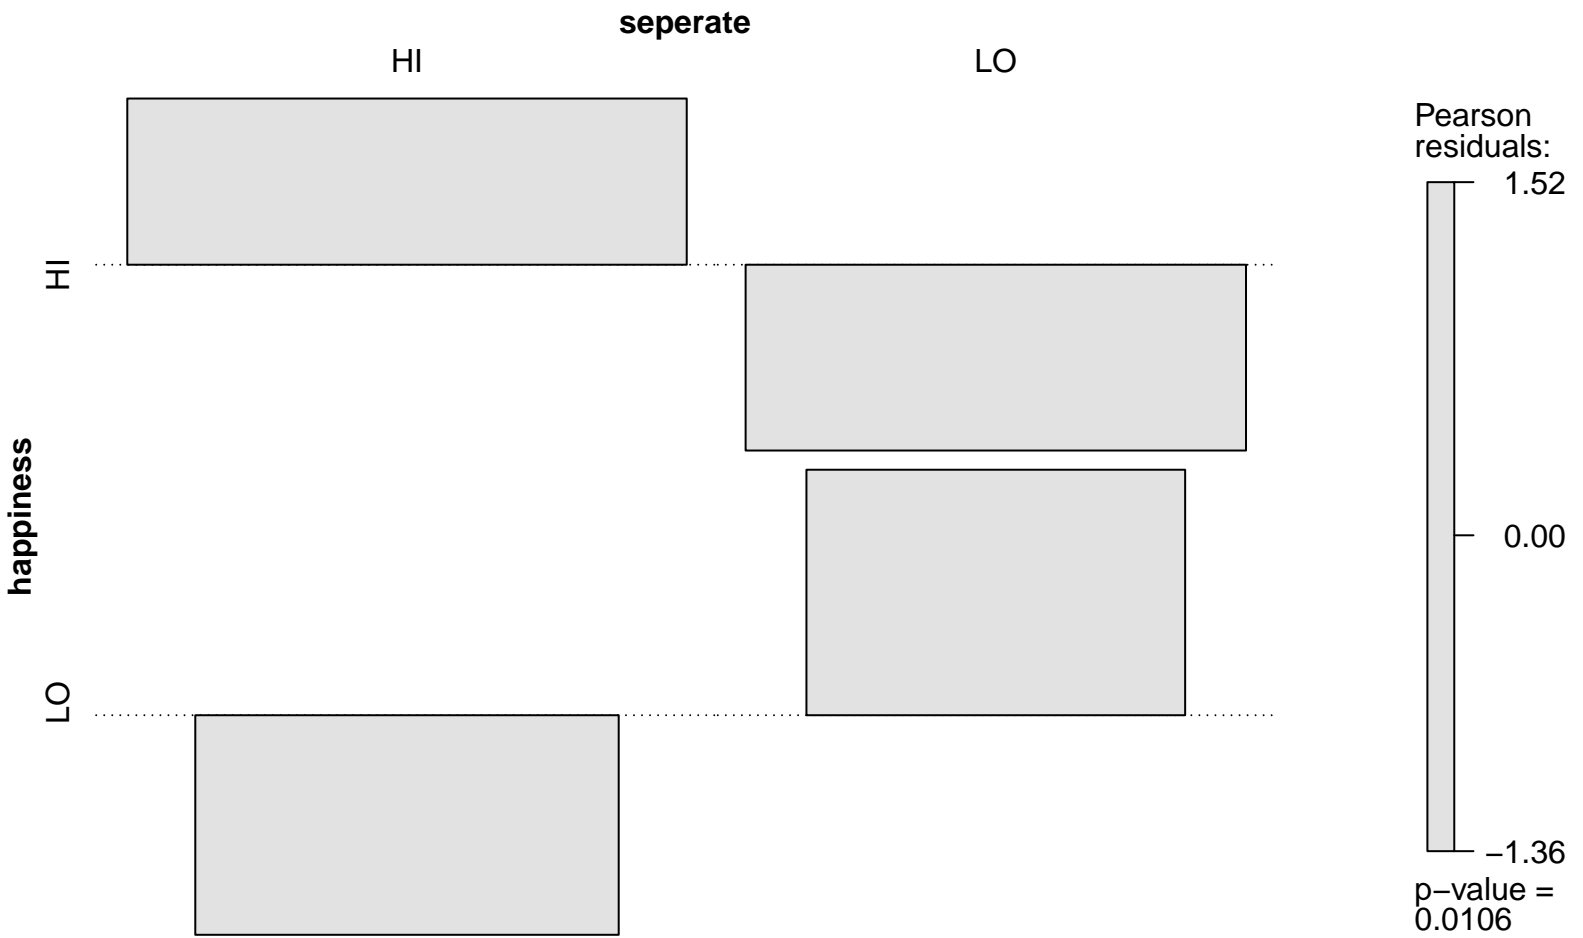 seperate
HI
LO
HI
happiness
LO
Pearson
residuals:
1.52
0.00
−1.36
p−value =
0.0106